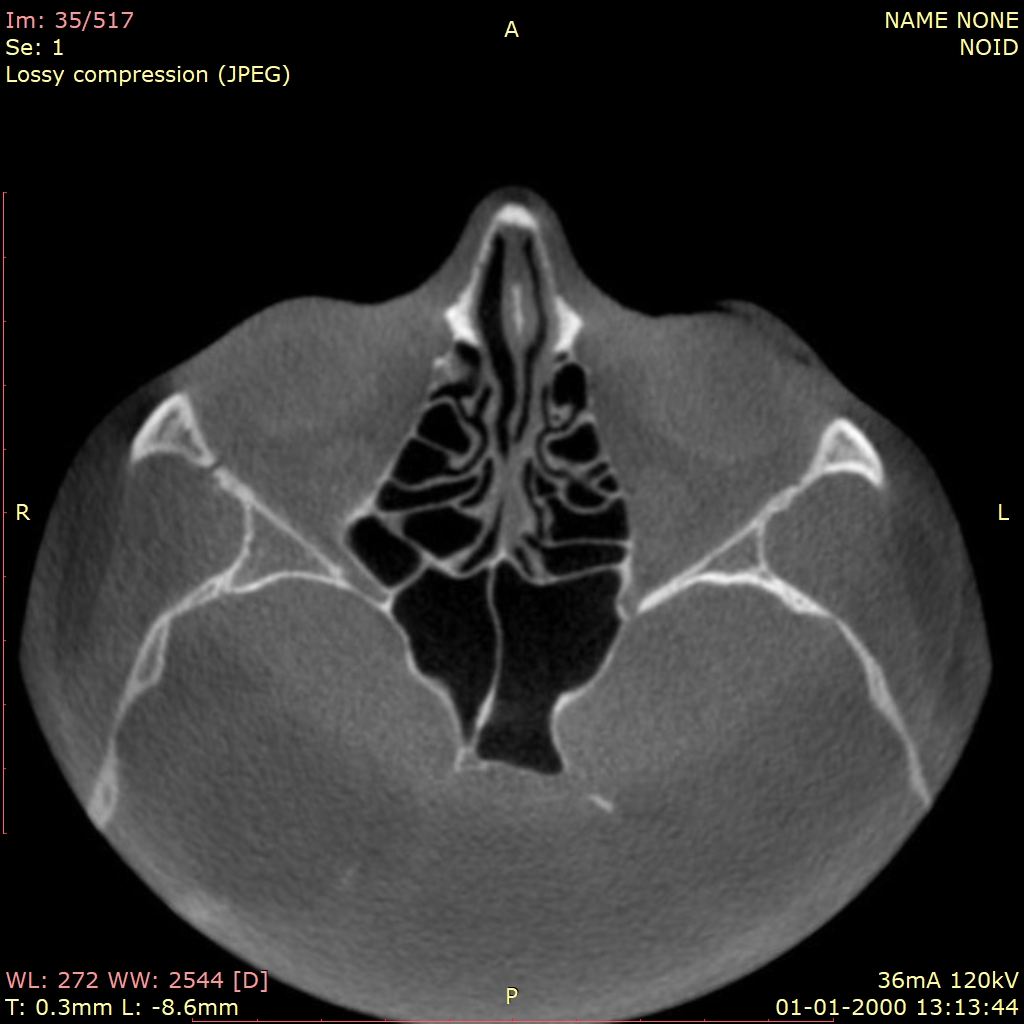 Im: 35/517
Se: 1
Lossy compression (JPEG)
A
NAME NONE
NOID
R
L
WL: 272 WW: 2544 [D]
T: 0.3mm L: -8.6mm
P
36mA 120kV
01-01-2000 13:13:44